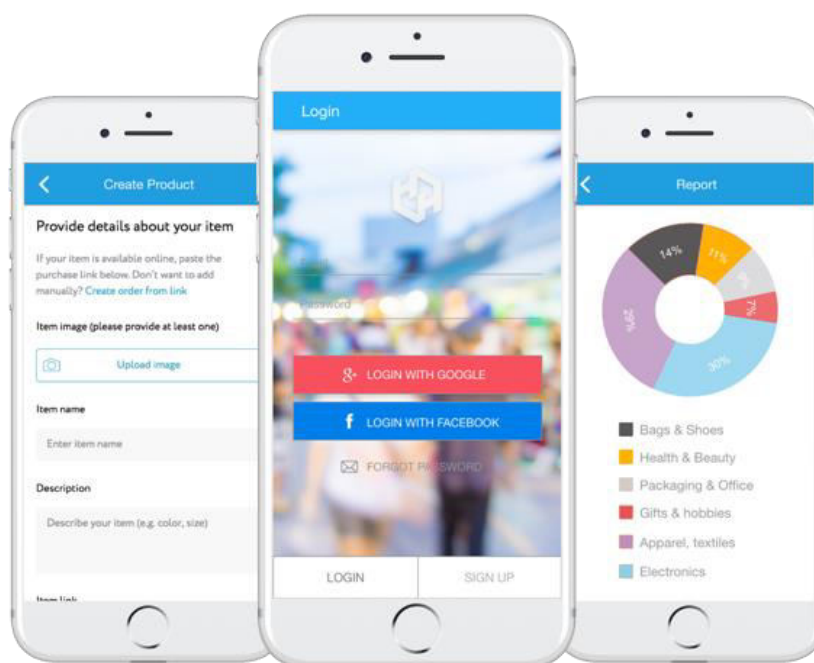 Create Product
Provide details about your item
If your item is available online, paste the
purchase link below. Don't want to add
manually? Create order from link
Item image (please provide at least one)
Upload image
Item name
Enter item name
Description
Describe your item (e.g. color, size)
Item link
Login
Password
G+ LOGIN WITH GOOGLE
f LOGIN WITH FACEBOOK
FORGOT PASSWORD
LOGIN
SIGN UP
Report
14%
11%
7%
29%
30%
Bags & Shoes
Health & Beauty
Packaging & Office
Gifts & hobbies
Apparel, textiles
Electronics